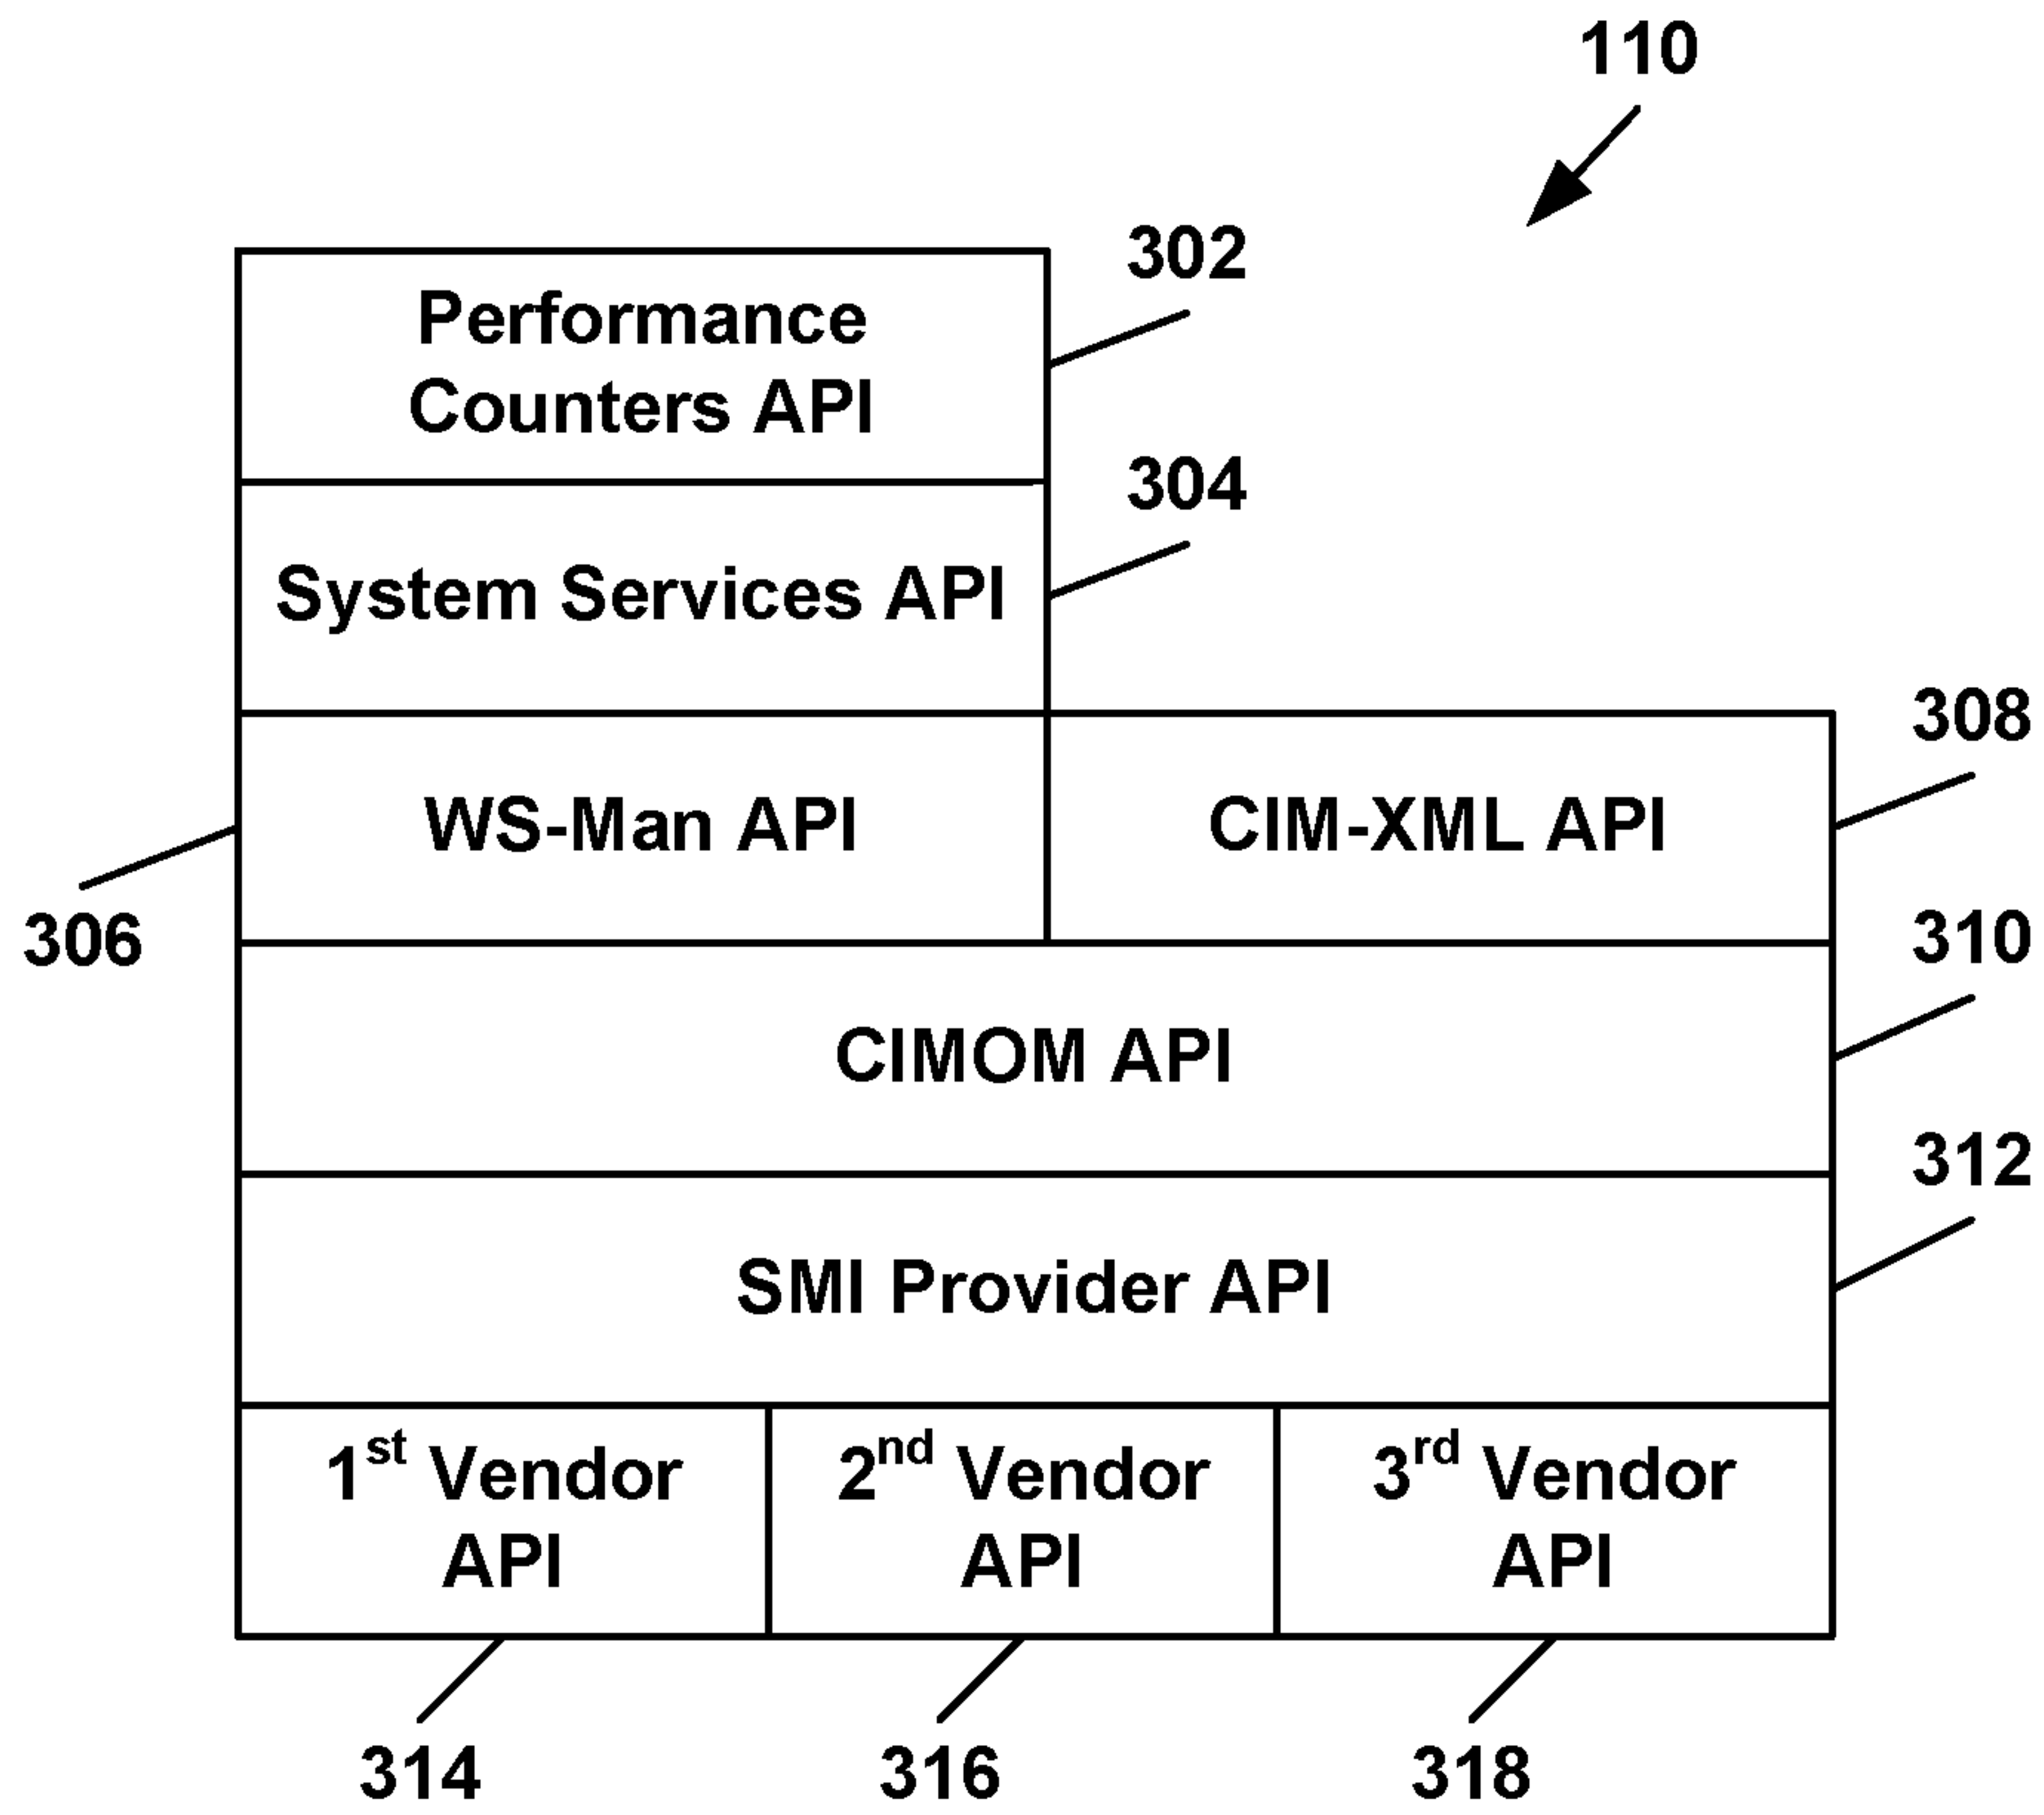 110
302
Performance
Counters API
304
System Services API
308
WS-Man API
CIM-XML API
306
310
CIMOM API
312
SMI Provider API
1st Vendor
API
2nd Vendor
API
3rd Vendor
API
314
316
318